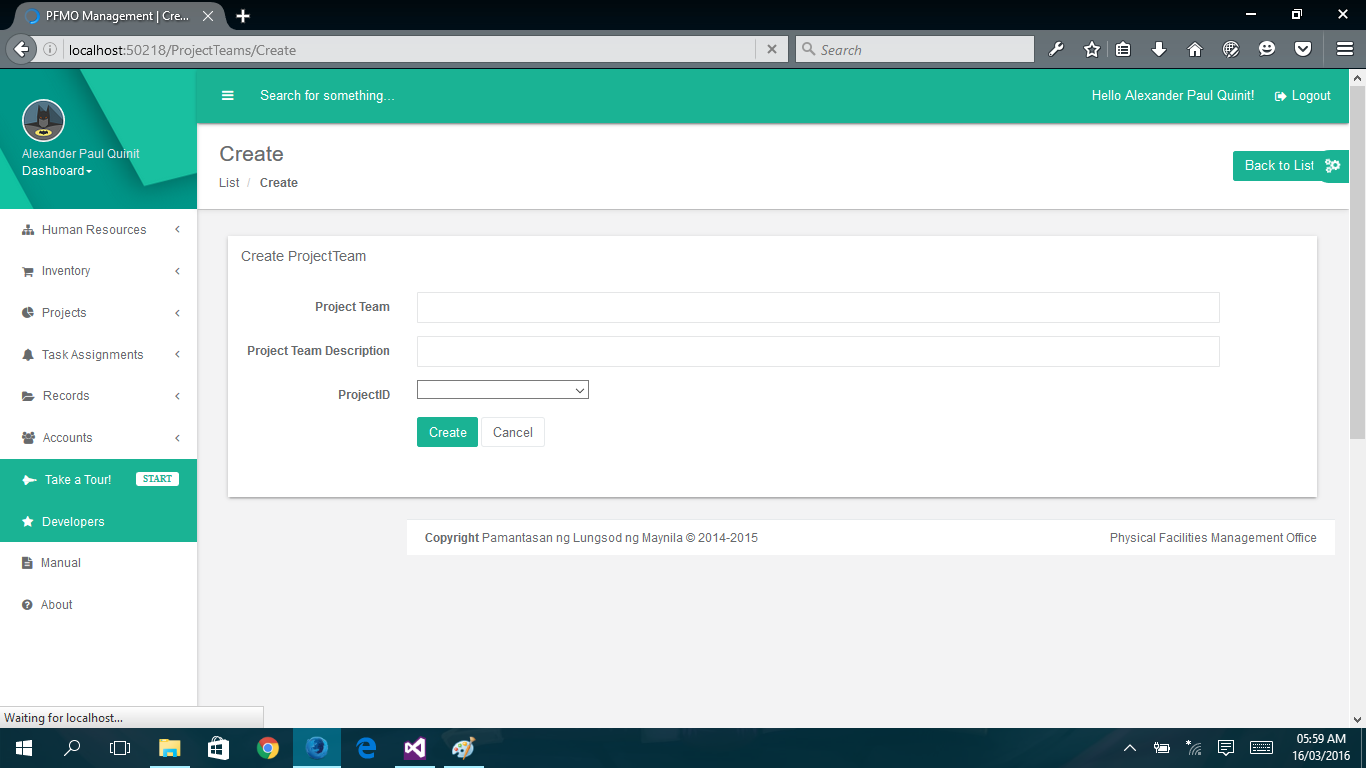 PFMO Management | Cre...
localhost:50218/ProjectTeams/Create
Search
Search for something...
Hello Alexander Paul Quinit!
Logout
Alexander Paul Quinit
Dashboard
Create
List / Create
Back to List
Human Resources
Inventory
Projects
Task Assignments
Records
Accounts
Take a Tour!
START
Developers
Manual
About
Create ProjectTeam
Project Team
Project Team Description
ProjectID
Create
Cancel
Copyright Pamantasan ng Lungsod ng Maynila © 2014-2015
Physical Facilities Management Office
Waiting for localhost...
05:59 AM
16/03/2016